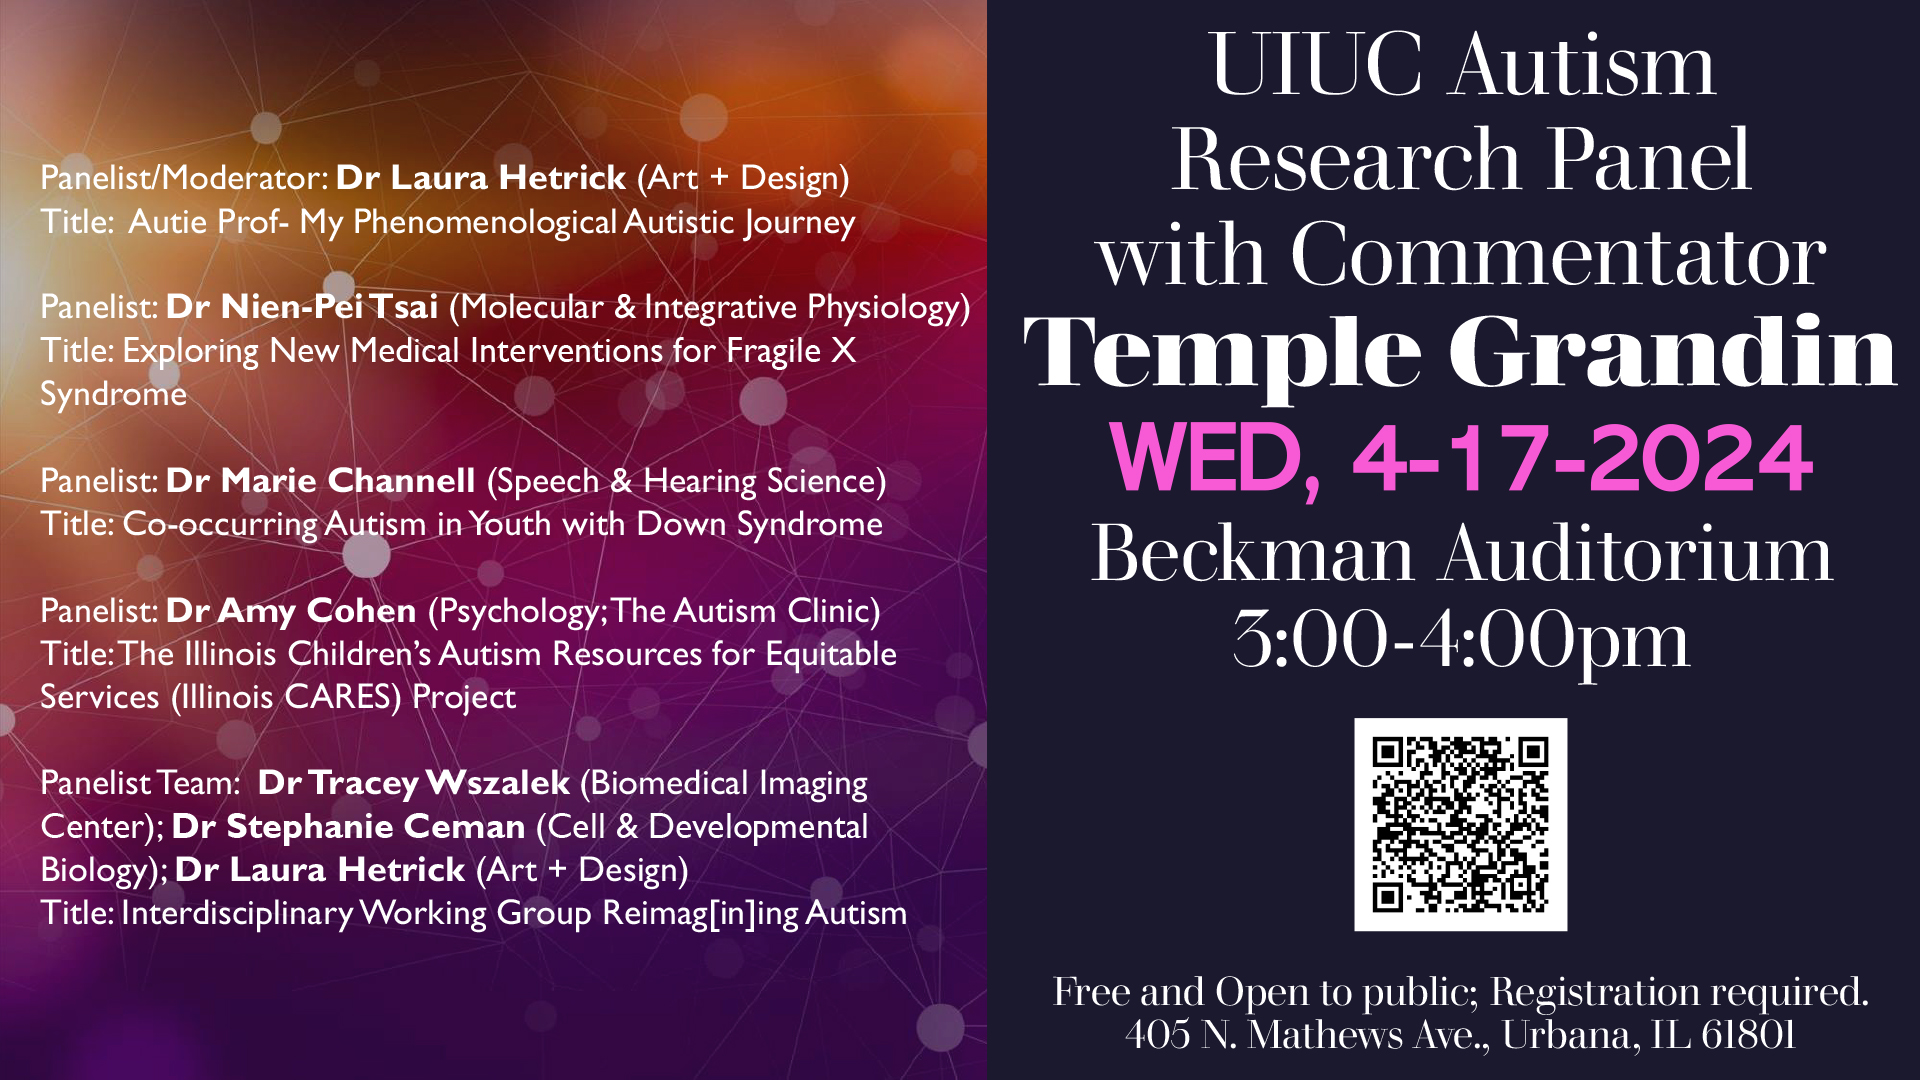 Panelist/Moderator: Dr Laura Hetrick (Art + Design)
Title: Autie Prof- My Phenomenological Autistic Journey
Panelist: Dr Nien-Pei Tsai (Molecular & Integrative Physiology)
Title: Exploring New Medical Interventions for Fragile X
Syndrome
Panelist: Dr Marie Channell (Speech & Hearing Science)
Title: Co-occurring Autism in Youth with Down Syndrome
Panelist: Dr Amy Cohen (Psychology; The Autism Clinic)
Title: The Illinois Children's Autism Resources for Equitable
Services (Illinois CARES) Project
Panelist Team: Dr Tracey Wszalek (Biomedical Imaging
Center); Dr Stephanie Ceman (Cell & Developmental
Biology); Dr Laura Hetrick (Art + Design)
Title: Interdisciplinary Working Group Reimag[in]ing Autism
UIUC Autism
Research Panel
with Commentator
Temple Grandin
WED, 4-17-2024
Beckman Auditorium
3:00-4:00pm
Free and Open to public; Registration required.
405 N. Mathews Ave., Urbana, IL 61801